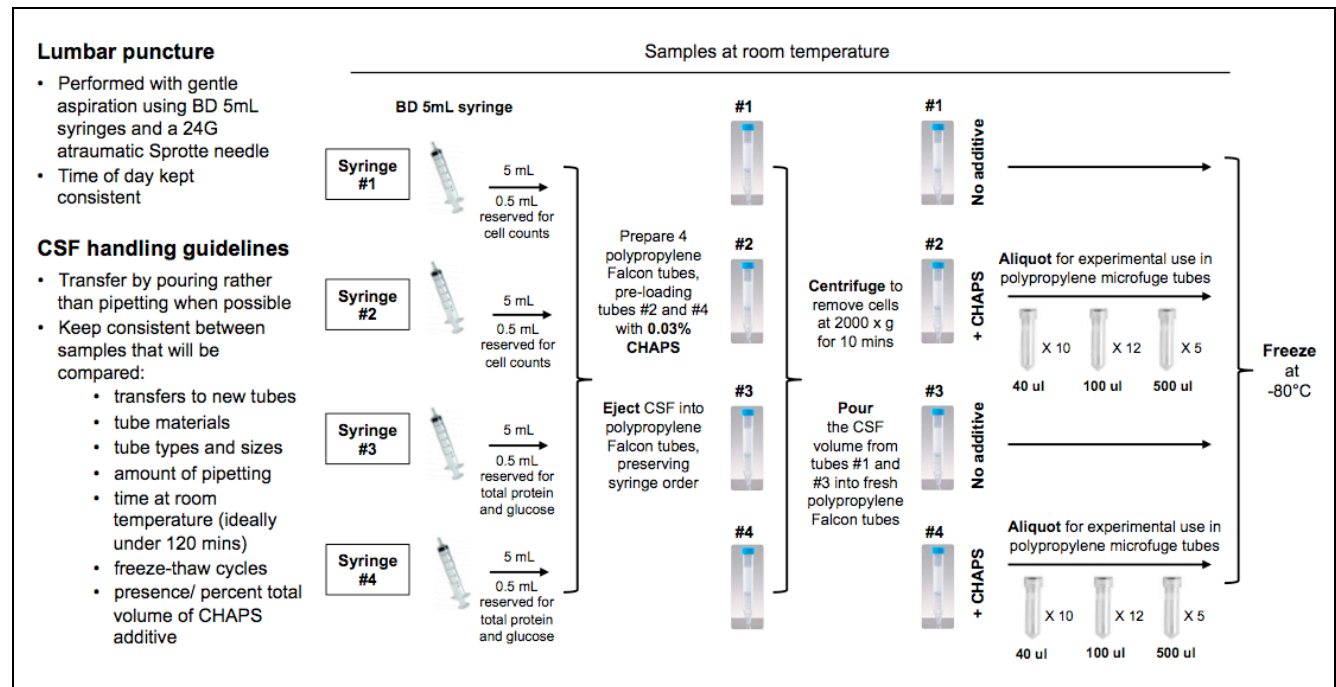 Lumbar puncture
• Performed with gentle
aspiration using BD 5mL
syringes and a 24G
atraumatic Sprotte needle
• Time of day kept
consistent
CSF handling guidelines
• Transfer by pouring rather
than pipetting when possible
• Keep consistent between
samples that will be
compared:
• transfers to new tubes
• tube materials
• tube types and sizes
• amount of pipetting
• time at room
temperature (ideally
under 120 mins)
• freeze-thaw cycles
• presence/ percent total
volume of CHAPS
additive
Samples at room temperature
BD 5mL syringe
Syringe
#1
5 mL
0.5 mL
reserved for
cell counts
Syringe
#2
5 mL
0.5 mL
reserved for
cell counts
Syringe
#3
5 mL
0.5 mL
reserved for
total protein
and glucose
Syringe
#4
5 mL
0.5 mL
reserved for
total protein
and glucose
Prepare 4
polypropylene
Falcon tubes,
pre-loading
tubes #2 and #4
with 0.03%
CHAPS
Eject CSF into
polypropylene
Falcon tubes,
preserving
syringe order
#1
#2
#3
#4
Centrifuge to
remove cells
at 2000 x g
for 10 mins
Pour
the CSF
volume from
tubes #1 and
#3 into fresh
polypropylene
Falcon tubes
#1
No additive
#2
+ CHAPS
#3
No additive
#4
+ CHAPS
Aliquot for experimental use in
polypropylene microfuge tubes
X 10
X 12
X 5
40 ul
100 ul
500 ul
Aliquot for experimental use in
polypropylene microfuge tubes
X 10
X 12
X 5
40 ul
100 ul
500 ul
Freeze
at
-80°C